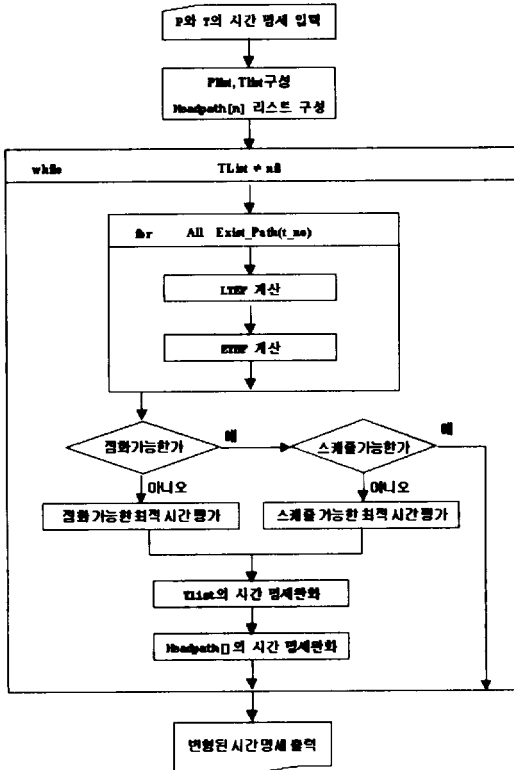 P와 T의 시간 명세 입력
Plist, Tlist구성
Headpath[n] 리스트 구성
while TList ≠ nil
for All Exist_Path(t_no)
LTEF 계산
ETEF 계산
점화가능한가
예
스케쥴가능한가
예
아니오
아니오
점화 가능한 최적 시간 평가
스케쥴 가능한 최적 시간 평가
Tlist의 시간 명세완화
Headpath[]의 시간 명세완화
변형된 시간 명세 출력